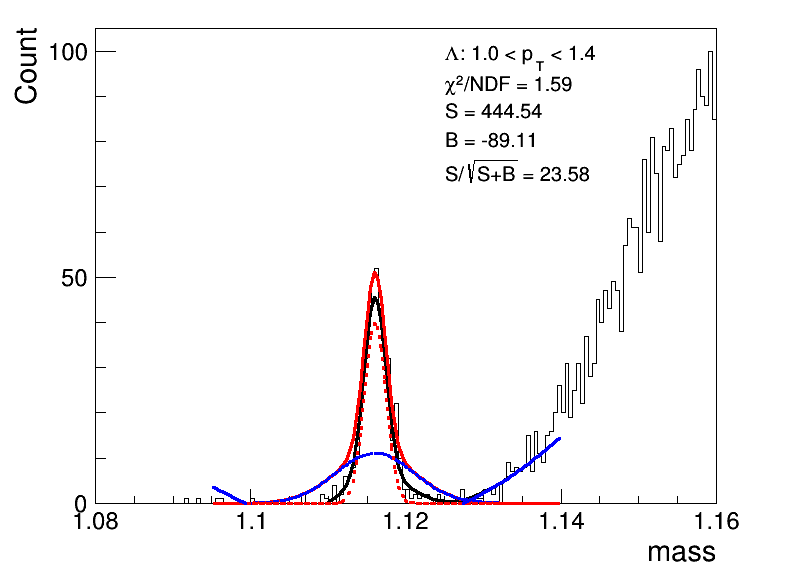 Count
100
50
0
Λ: 1.0 < pT < 1.4
χ²/NDF = 1.59
S = 444.54
B = -89.11
S/√S+B = 23.58
1.08
1.1
1.12
1.14
1.16
mass